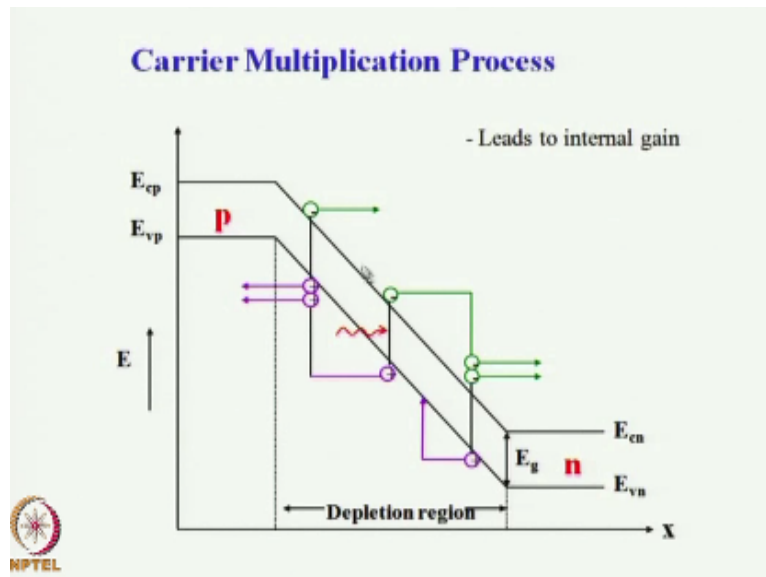 Carrier Multiplication Process
- Leads to internal gain
Ecp
Evp
p
E
Ecn
Eg
n
Evn
Depletion region
x
NPTEL